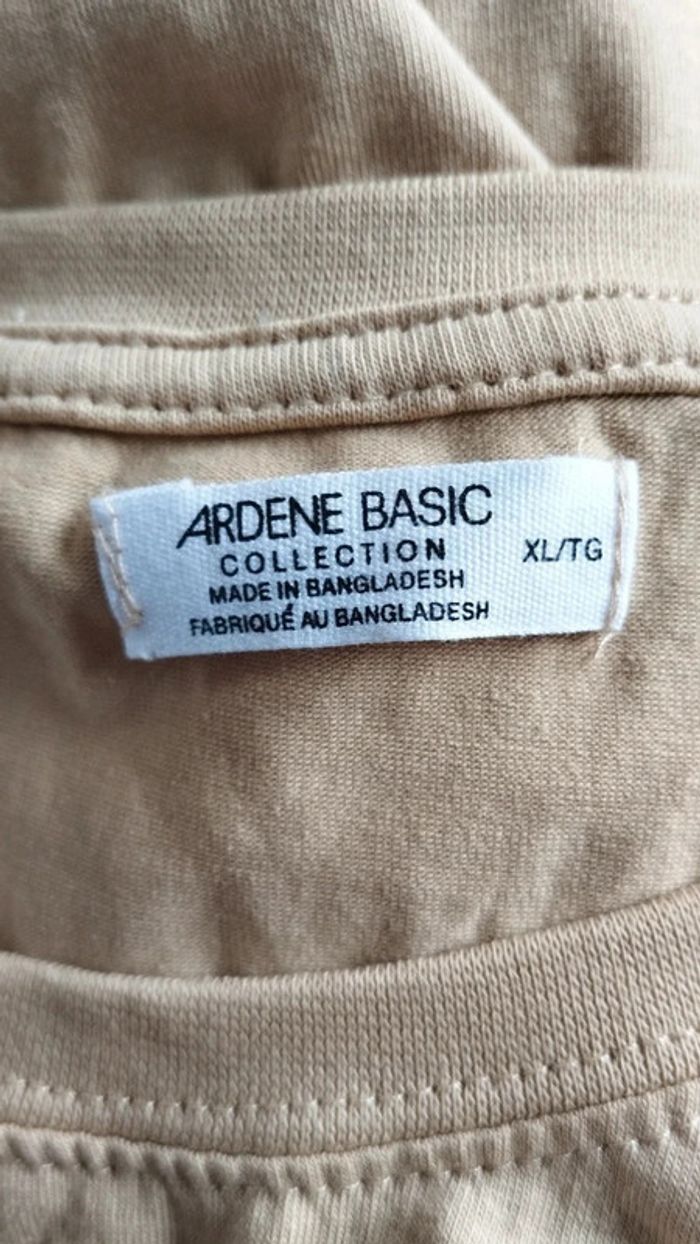 ARDENE BASIC
COLLECTION
XL/TG
MADE IN BANGLADESH
FABRIQUÉ AU BANGLADESH